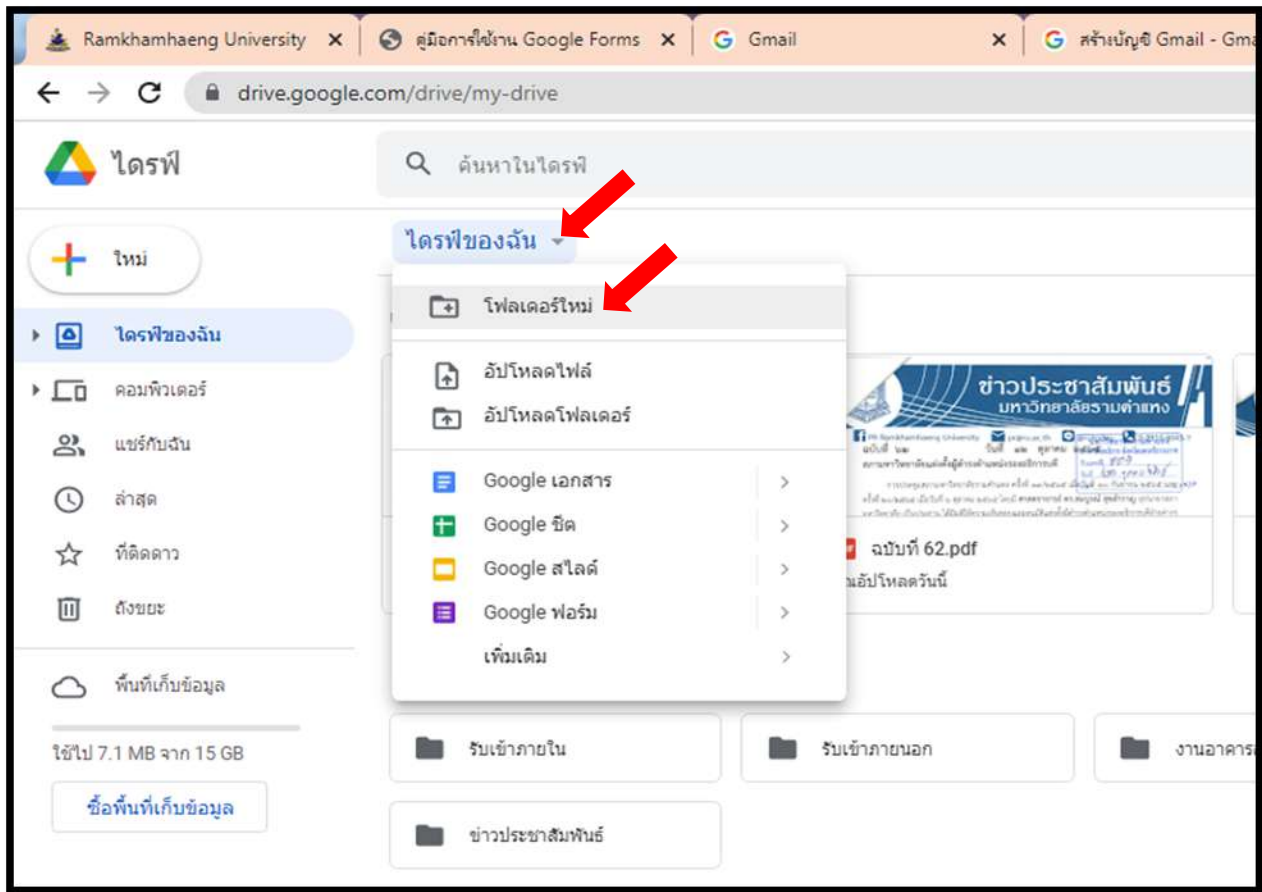 Ramkhamhaeng University
คู่มือการใช้งาน Google Forms
Gmail
สร้างบัญชี Gmail - Gma
drive.google.com/drive/my-drive
ไดรฟ์
ค้นหาในไดรฟ์
ใหม่
ไดรฟ์ของฉัน
คอมพิวเตอร์
แชร์กับฉัน
ล่าสุด
ที่ติดดาว
ถังขยะ
พื้นที่เก็บข้อมูล
ใช้ไป 7.1 MB จาก 15 GB
ซื้อพื้นที่เก็บข้อมูล
ไดรฟ์ของฉัน
โฟลเดอร์ใหม่
อัปโหลดไฟล์
อัปโหลดโฟลเดอร์
Google เอกสาร
Google ชีต
Google สไลด์
Google ฟอร์ม
เพิ่มเติม
ข่าวประชาสัมพันธ์
มหาวิทยาลัยรามคำแหง
PR Ramkhamhaeng University
ฉบับที่ 62.pdf
ณอัปโหลดวันนี้
รับเข้าภายใน
รับเข้าภายนอก
งานอาคาร
ข่าวประชาสัมพันธ์